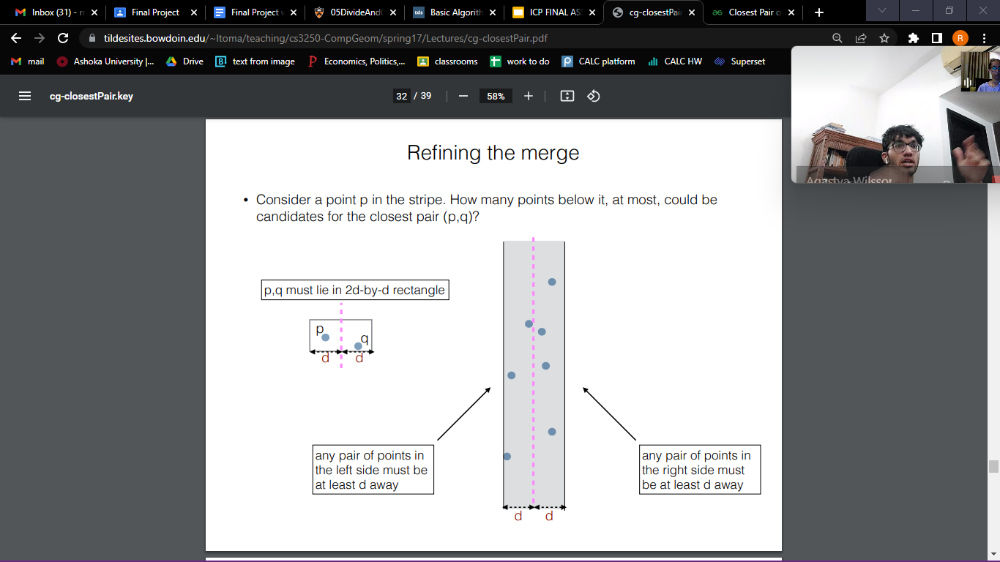 Inbox (31) - r
Final Project
Final Project
05DivideAnd
Basic Algorith
ICP FINAL AS
cg-closestPai
Closest Pair o
tildesites.bowdoin.edu/~ltoma/teaching/cs3250-CompGeom/spring17/Lectures/cg-closestPair.pdf
R
mail
Ashoka University |...
Drive
text from image
Economics, Politics,...
classrooms
work to do
CALC platform
CALC HW
Superset
cg-closestPair.key
32 / 39
58%
Agastya Wilsson
Refining the merge
• Consider a point p in the stripe. How many points below it, at most, could be
candidates for the closest pair (p,q)?
p,q must lie in 2d-by-d rectangle
p
q
d
d
any pair of points in
the left side must be
at least d away
any pair of points in
the right side must
be at least d away
d
d